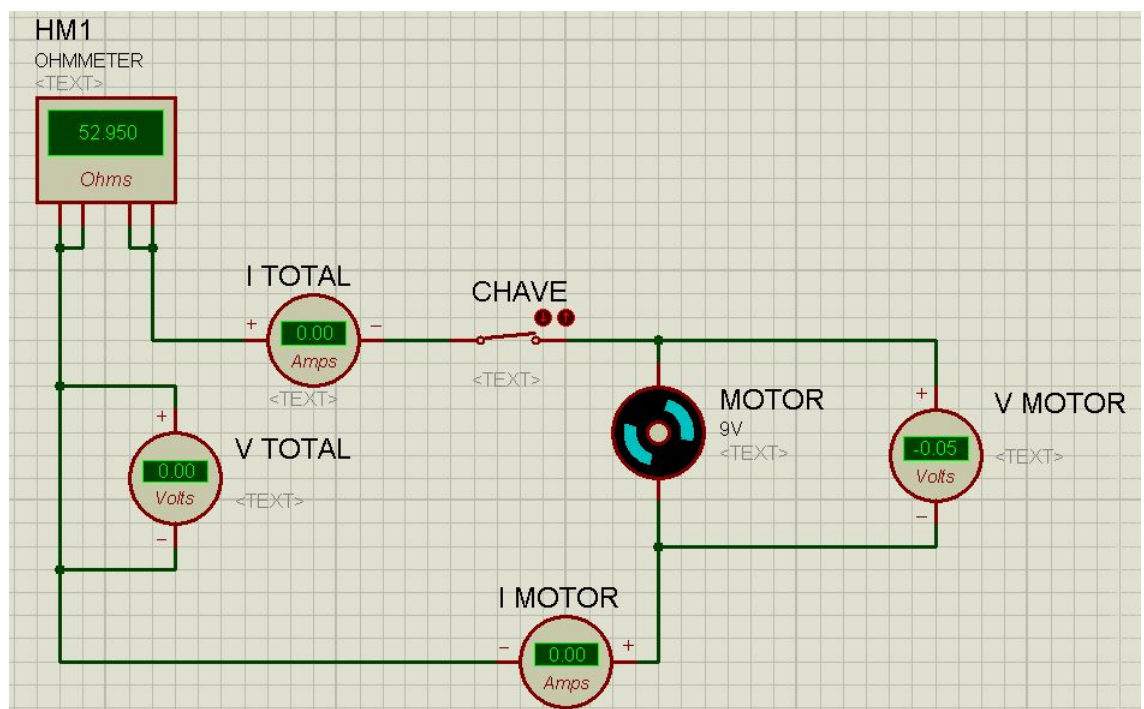 HM1
OHMMETER
<TEXT>
52.950
Ohms
I TOTAL
+
0.00
−
Amps
<TEXT>
CHAVE
<TEXT>
MOTOR
9V
<TEXT>
V MOTOR
+
-0.05
Volts
−
<TEXT>
V TOTAL
+
0.00
Volts
−
<TEXT>
I MOTOR
−
0.00
+
Amps